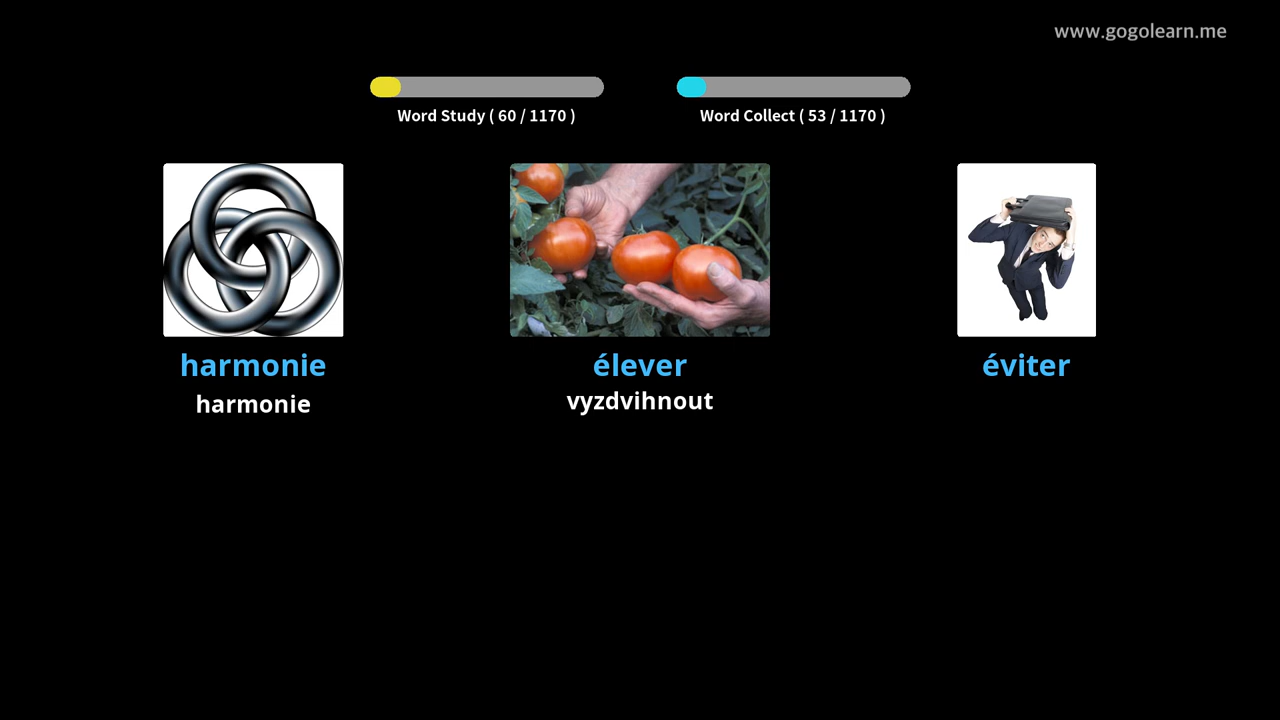 www.gogolearn.me
Word Study ( 60 / 1170 )
Word Collect ( 53 / 1170 )
harmonie
harmonie
élever
vyzdvihnout
éviter